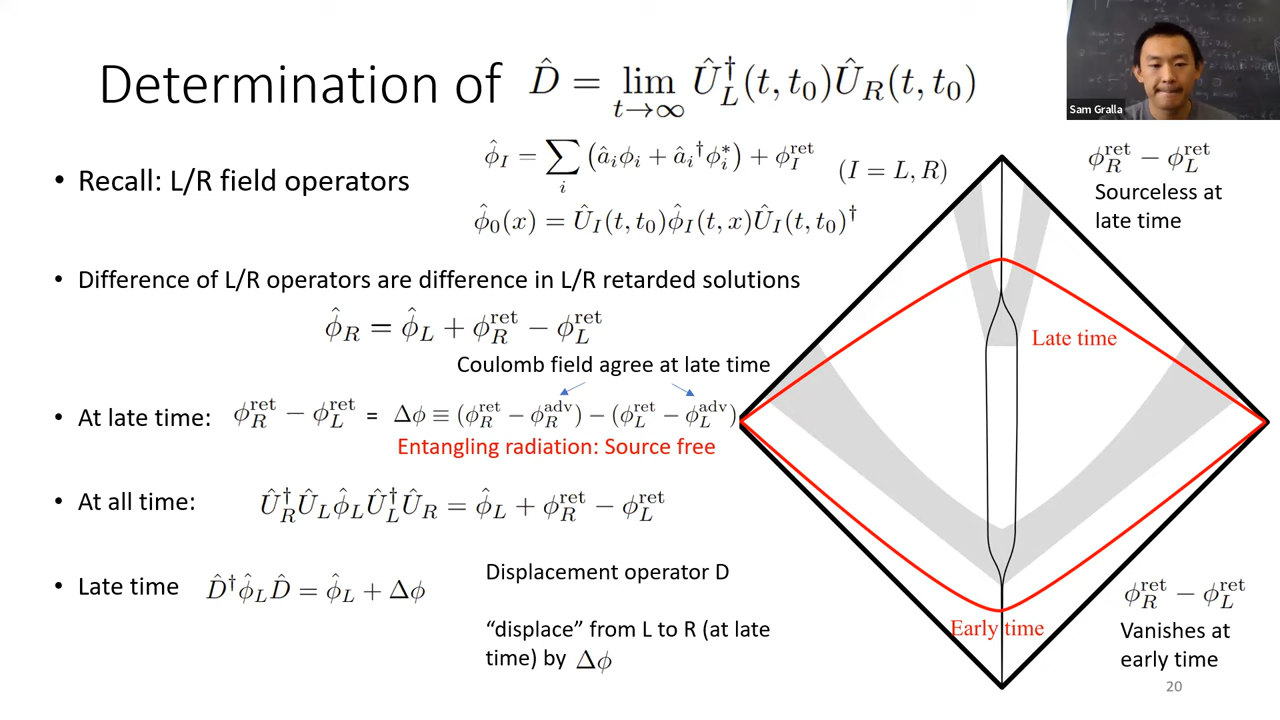 Determination of D̂ = lim_{t→∞} Û_L^†(t, t_0)Û_R(t, t_0)
Sam Gralla
• Recall: L/R field operators
φ̂_I = ∑_i (â_i φ_i + â_i^† φ_i^*) + φ_I^ret (I = L, R)
φ̂_0(x) = Û_I(t, t_0)φ̂_I(t, x)Û_I(t, t_0)^†
• Difference of L/R operators are difference in L/R retarded solutions
φ̂_R = φ̂_L + φ_R^ret − φ_L^ret
Coulomb field agree at late time
• At late time: φ_R^ret − φ_L^ret = Δφ ≡ (φ_R^ret − φ_R^adv) − (φ_L^ret − φ_L^adv)
Entangling radiation: Source free
• At all time: Û_R^† Û_L φ̂_L Û_L^† Û_R = φ̂_L + φ_R^ret − φ_L^ret
• Late time D̂^† φ̂_L D̂ = φ̂_L + Δφ
Displacement operator D
"displace" from L to R (at late
time) by Δφ
φ_R^ret − φ_L^ret
Sourceless at
late time
Late time
Early time
φ_R^ret − φ_L^ret
Vanishes at
early time
20